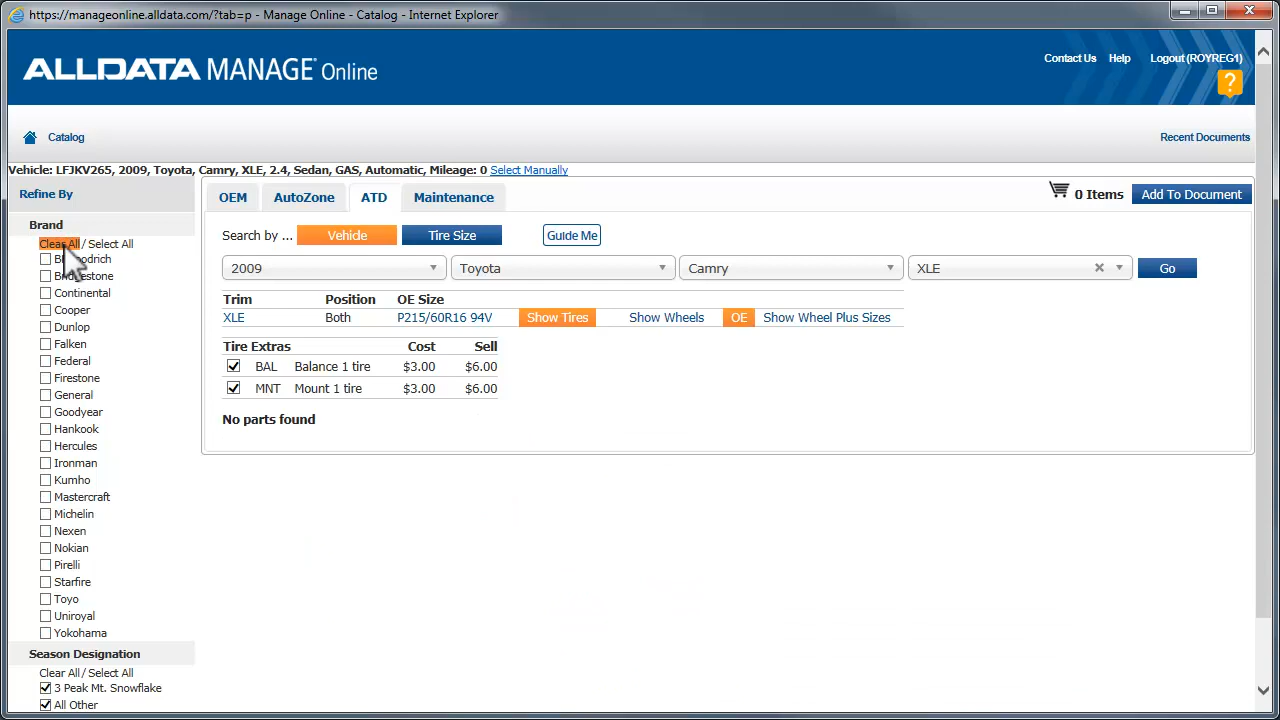 https://manageonline.alldata.com/?tab=p - Manage Online - Catalog - Internet Explorer
ALLDATA MANAGE® Online
Contact Us Help Logout (ROYREG1)
?
Catalog
Recent Documents
Vehicle: LFJKV265, 2009, Toyota, Camry, XLE, 2.4, Sedan, GAS, Automatic, Mileage: 0 Select Manually
Refine By
OEM AutoZone ATD Maintenance
0 Items Add To Document
Brand
Clear All / Select All
Search by ... Vehicle Tire Size Guide Me
2009 Toyota Camry XLE Go
Trim Position OE Size
XLE Both P215/60R16 94V Show Tires Show Wheels OE Show Wheel Plus Sizes
Tire Extras Cost Sell
BAL Balance 1 tire $3.00 $6.00
MNT Mount 1 tire $3.00 $6.00
No parts found
Bridgestone
Continental
Cooper
Dunlop
Falken
Federal
Firestone
General
Goodyear
Hankook
Hercules
Ironman
Kumho
Mastercraft
Michelin
Nexen
Nokian
Pirelli
Starfire
Toyo
Uniroyal
Yokohama
Season Designation
Clear All / Select All
3 Peak Mt. Snowflake
All Other